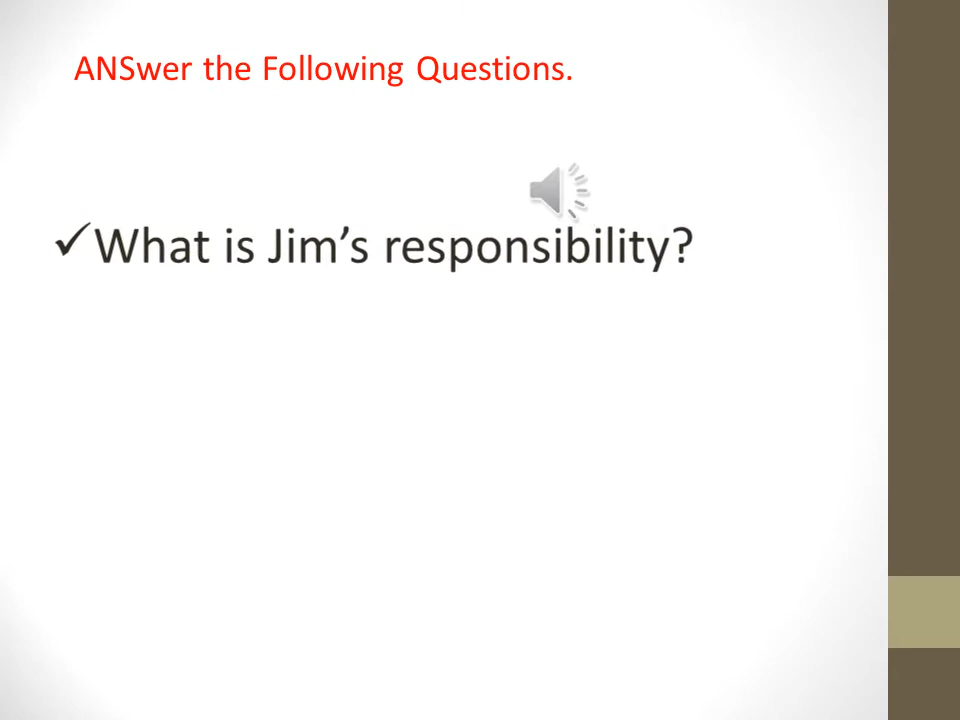 ANSwer the Following Questions.
✓What is Jim’s responsibility?